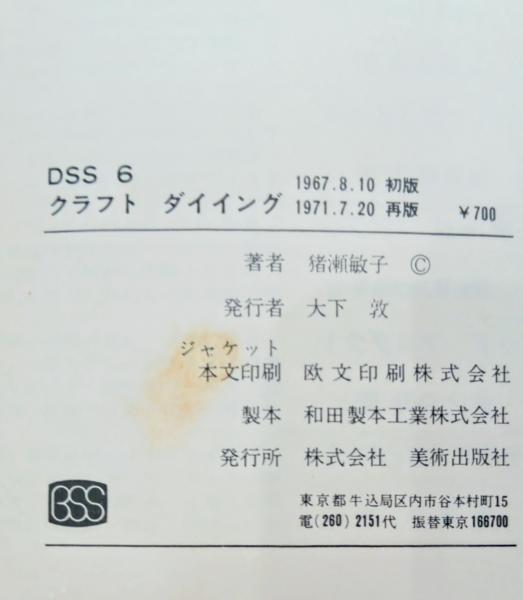 DSS 6 1967.8.10 初版
クラフト ダイイング 1971.7.20 再版 ¥700
著者 猪瀬敏子 ©
発行者 大下 敦
ジャケット
本文印刷 欧文印刷株式会社
製本 和田製本工業株式会社
発行所 株式会社 美術出版社
BSS
東京都牛込局区内市谷本村町15
電(260) 2151代 振替東京166700